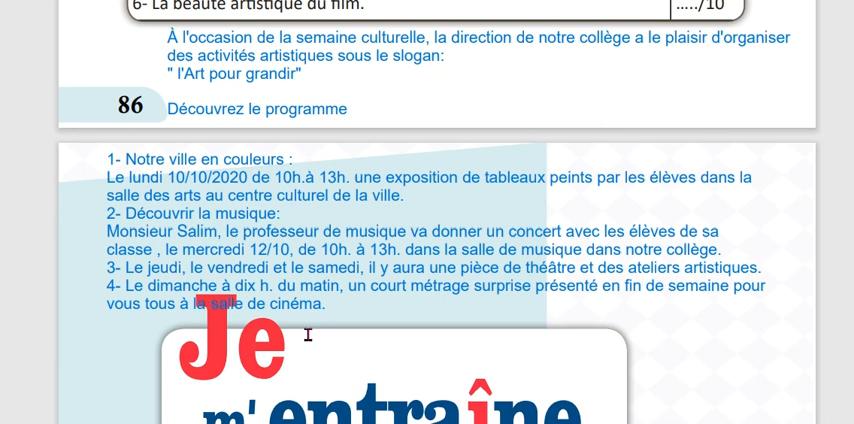 6- La beauté artistique du film. ...../10
À l'occasion de la semaine culturelle, la direction de notre collège a le plaisir d'organiser
des activités artistiques sous le slogan:
" l'Art pour grandir"
86 Découvrez le programme
1- Notre ville en couleurs :
Le lundi 10/10/2020 de 10h.à 13h. une exposition de tableaux peints par les élèves dans la
salle des arts au centre culturel de la ville.
2- Découvrir la musique:
Monsieur Salim, le professeur de musique va donner un concert avec les élèves de sa
classe , le mercredi 12/10, de 10h. à 13h. dans la salle de musique dans notre collège.
3- Le jeudi, le vendredi et le samedi, il y aura une pièce de théâtre et des ateliers artistiques.
4- Le dimanche à dix h. du matin, un court métrage surprise présenté en fin de semaine pour
vous tous à la salle de cinéma.
Je
m'entraîne